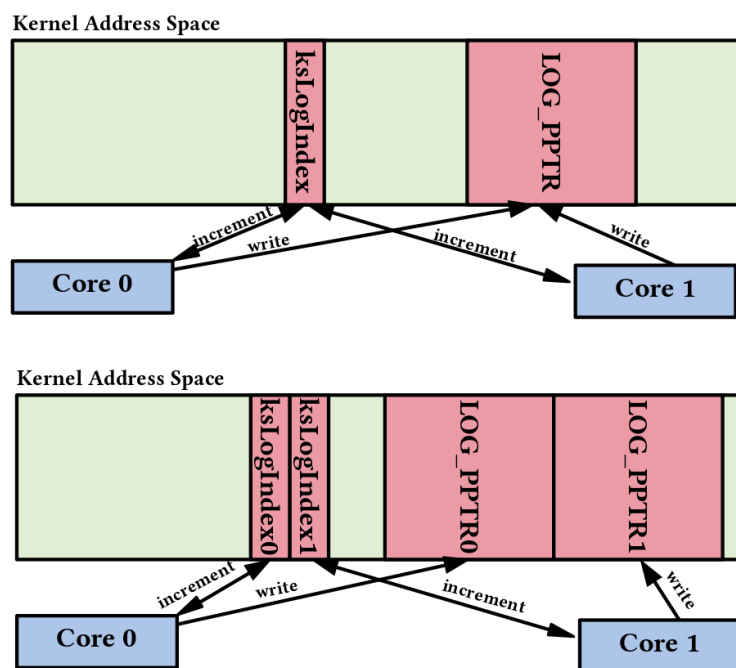 Kernel Address Space
ksLogIndex
LOG_PPTR
increment
write
increment
write
Core 0
Core 1
Kernel Address Space
ksLogIndex0
ksLogIndex1
LOG_PPTR0
LOG_PPTR1
increment
write
increment
write
Core 0
Core 1